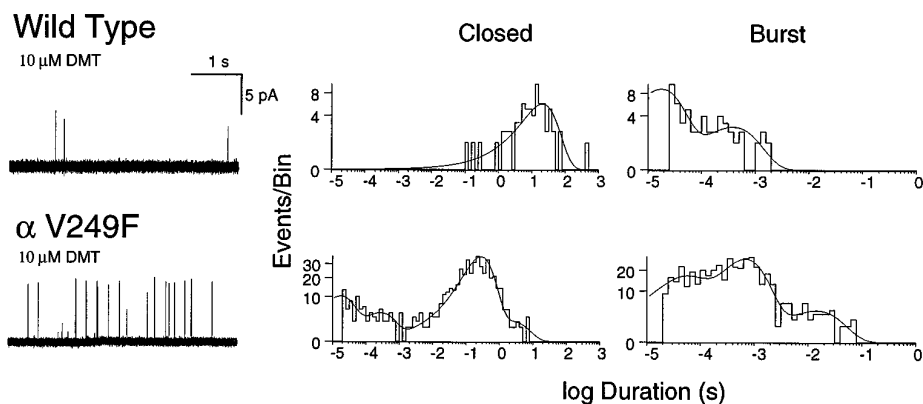 Wild Type
10 µM DMT
1 s
5 pA
Closed
Burst
8
4
0
-5 -4 -3 -2 -1 0 1 2 3
8
4
0
-5 -4 -3 -2 -1 0
Events/Bin
α V249F
10 µM DMT
30
20
10
0
-5 -4 -3 -2 -1 0 1 2 3
20
10
0
-5 -4 -3 -2 -1 0
log Duration (s)